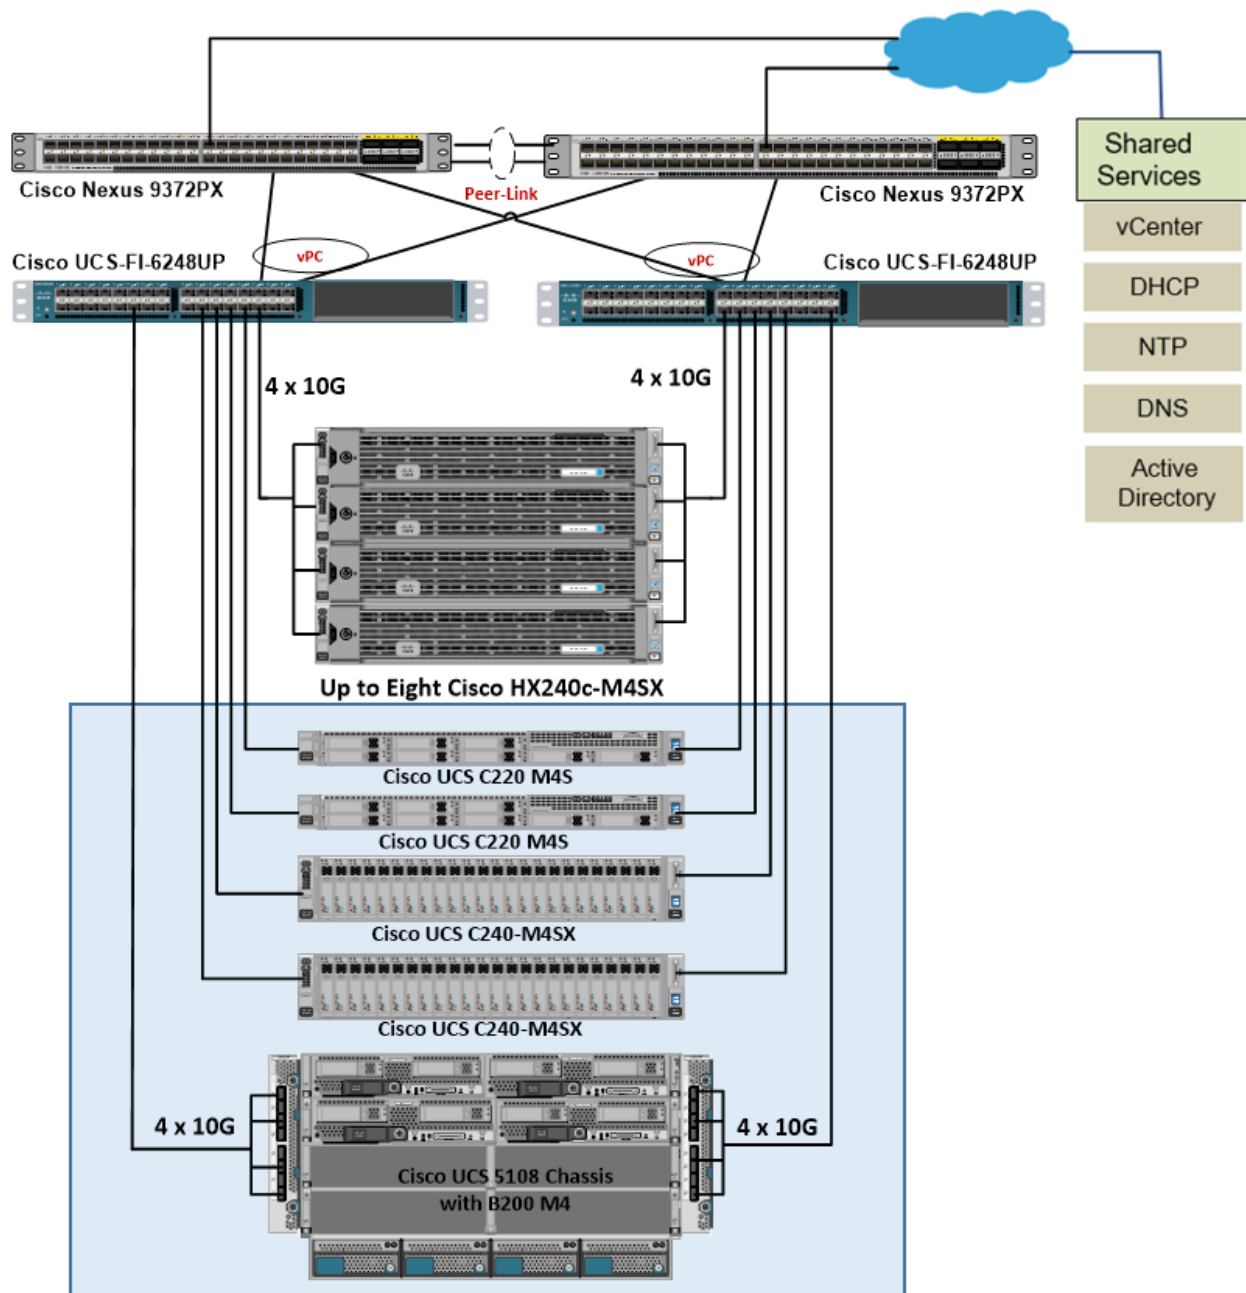 Shared
Services
Cisco Nexus 9372PX
Peer-Link
Cisco Nexus 9372PX
vCenter
Cisco UCS-FI-6248UP
vPC
vPC
Cisco UCS-FI-6248UP
DHCP
NTP
4 x 10G
4 x 10G
DNS
Active
Directory
Up to Eight Cisco HX240c-M4SX
Cisco UCS C220 M4S
Cisco UCS C220 M4S
Cisco UCS C240-M4SX
Cisco UCS C240-M4SX
4 x 10G
4 x 10G
Cisco UCS 5108 Chassis
with B200 M4